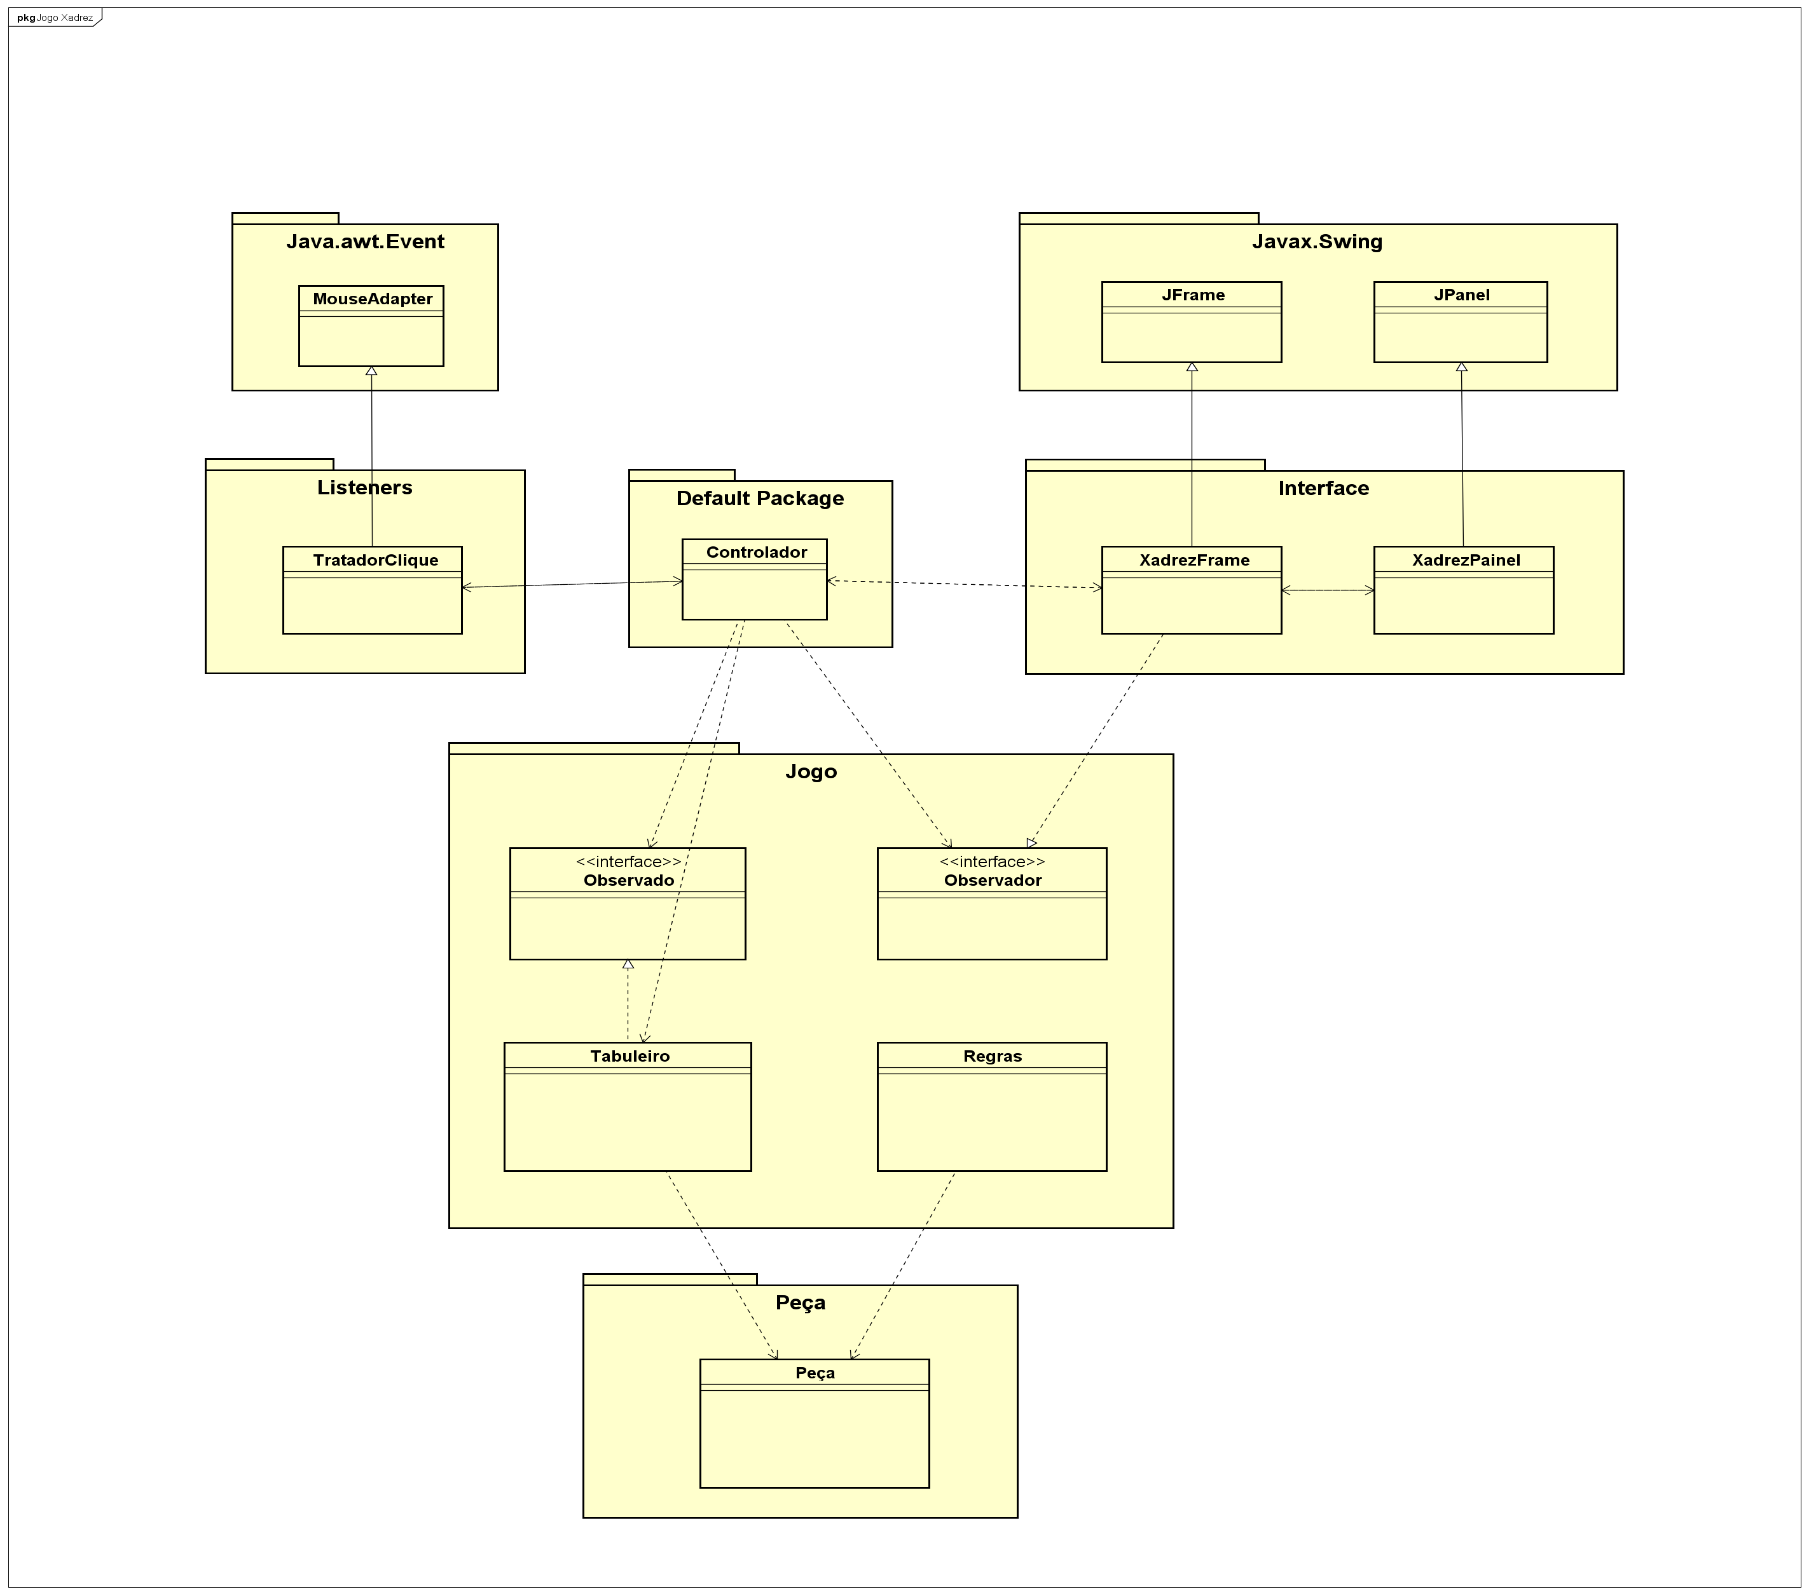 pkg Jogo Xadrez
Java.awt.Event
MouseAdapter
Javax.Swing
JFrame
JPanel
Listeners
TratadorClique
Default Package
Controlador
Interface
XadrezFrame
XadrezPainel
Jogo
<<interface>>
Observado
<<interface>>
Observador
Tabuleiro
Regras
Peça
Peça